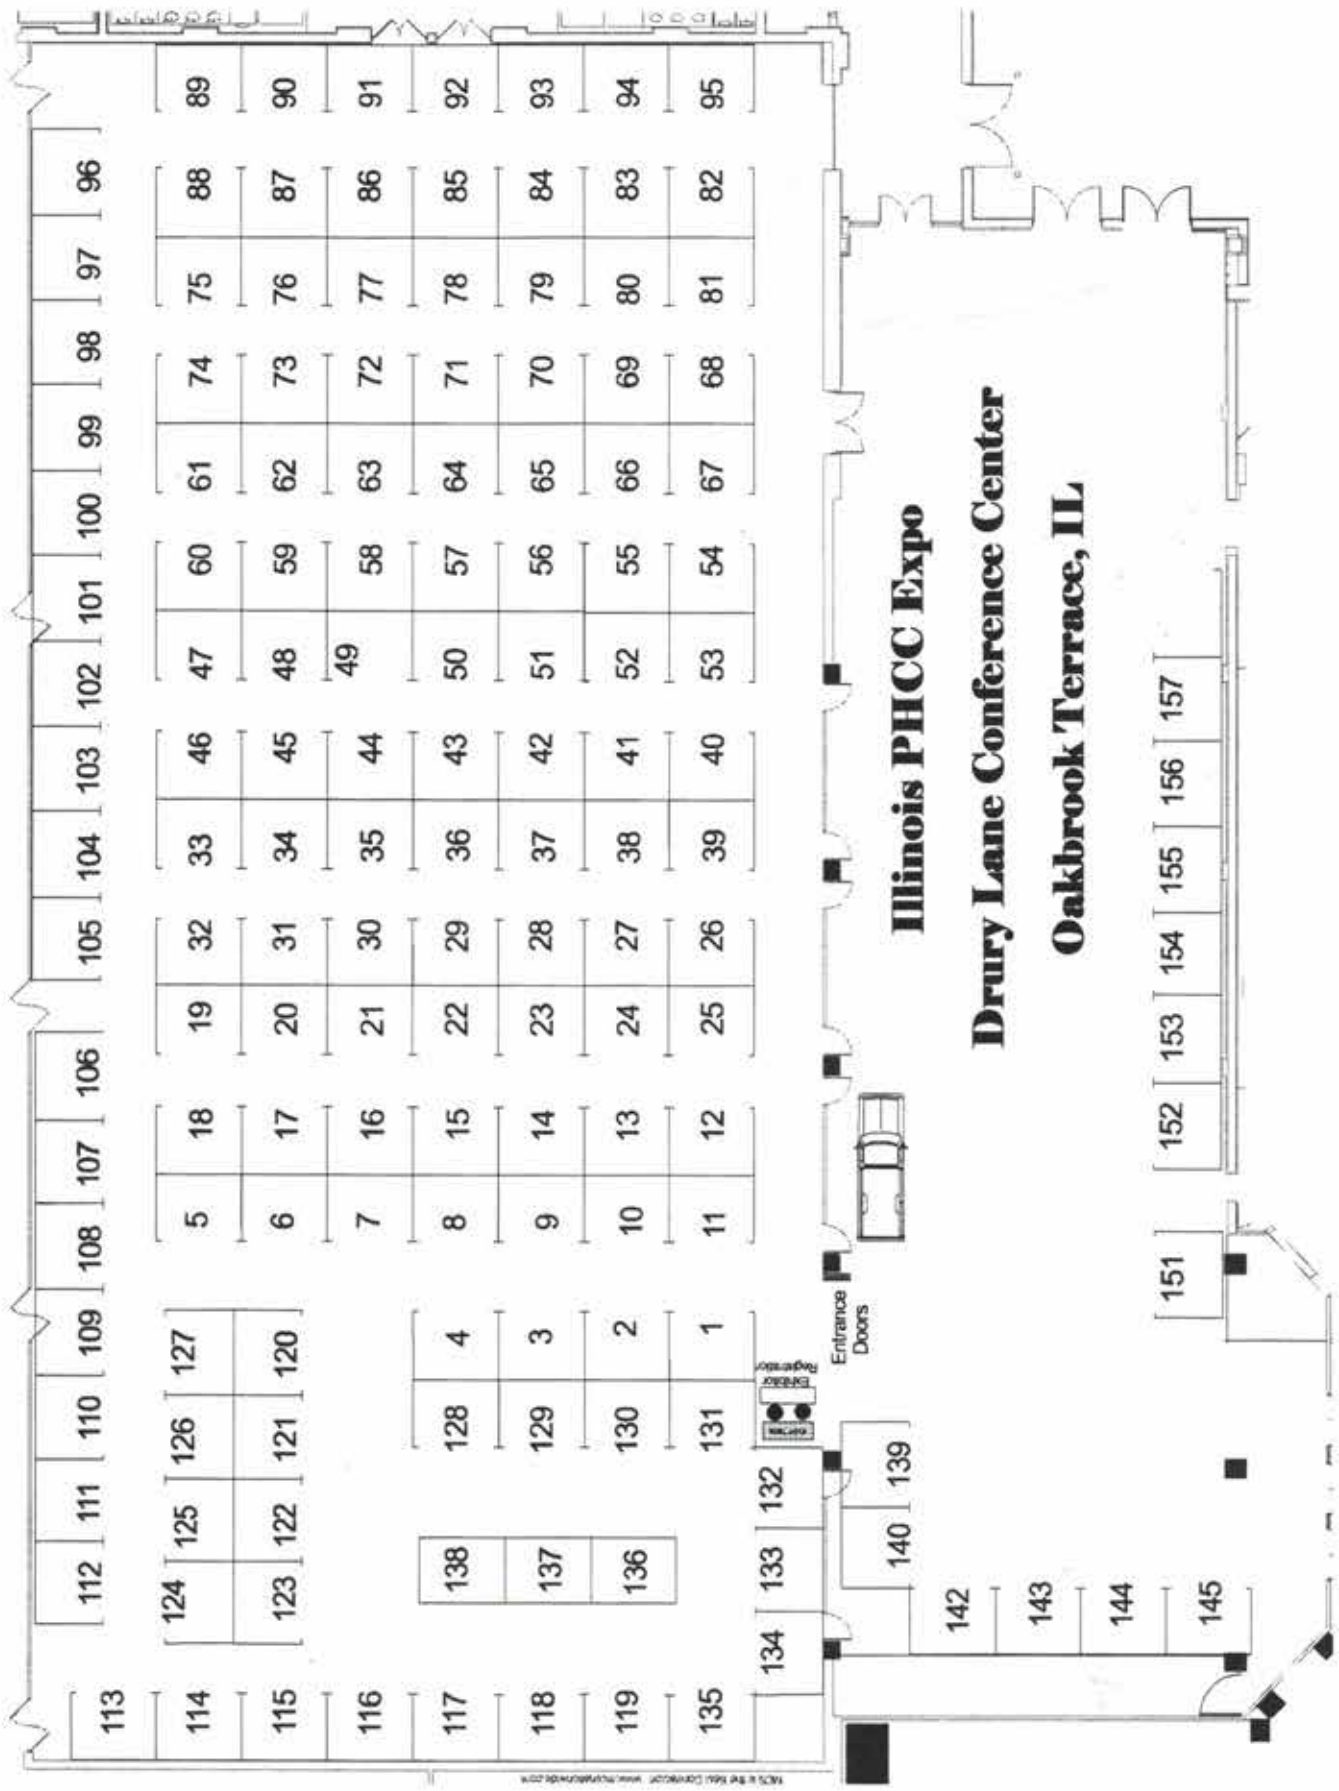 113 112 111 110 109 108 107 106 105 104 103 102 101 100 99 98 97 96
114 124 125 126 127 5 18 19 32 33 46 47 60 61 74 75 88 89
115 123 122 121 120 6 17 20 31 34 45 48 59 62 73 76 87 90
116 7 16 21 30 35 44 49 58 63 72 77 86 91
117 138 128 4 8 15 22 29 36 43 50 57 64 71 78 85 92
118 137 129 3 9 14 23 28 37 42 51 56 65 70 79 84 93
119 136 130 2 10 13 24 27 38 41 52 55 66 69 80 83 94
135 131 1 11 12 25 26 39 40 53 54 67 68 81 82 95
134 133 132
Exhibitor
Registration
Entrance
Doors
140 139
Illinois PHCC Expo
Drury Lane Conference Center
Oakbrook Terrace, IL
142
143
144
145
151 152 153 154 155 156 157